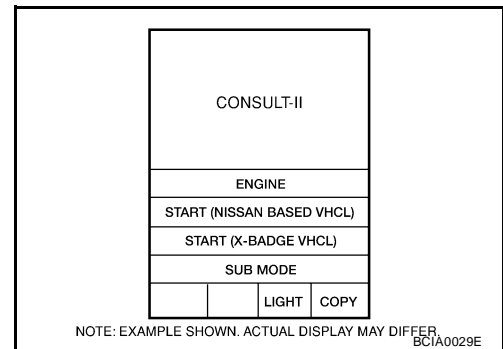 CONSULT-II
ENGINE
START (NISSAN BASED VHCL)
START (X-BADGE VHCL)
SUB MODE
LIGHT COPY
NOTE: EXAMPLE SHOWN. ACTUAL DISPLAY MAY DIFFER.
BCIA0029E